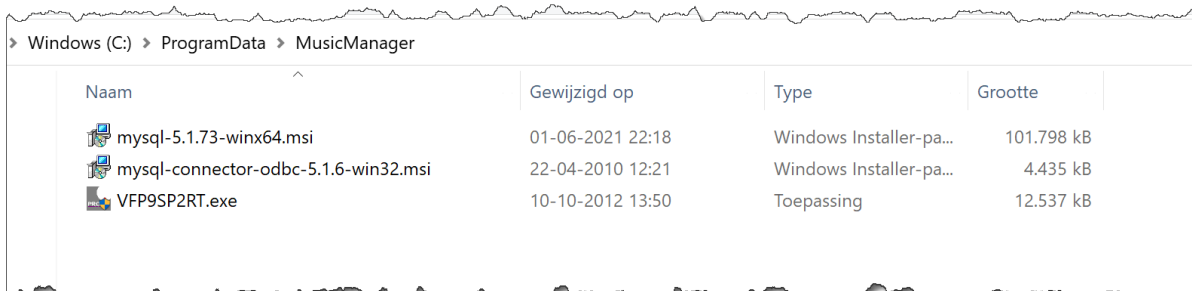 Windows (C:) > ProgramData > MusicManager
Naam Gewijzigd op Type Grootte
mysql-5.1.73-winx64.msi 01-06-2021 22:18 Windows Installer-pa... 101.798 kB
mysql-connector-odbc-5.1.6-win32.msi 22-04-2010 12:21 Windows Installer-pa... 4.435 kB
VFP9SP2RT.exe 10-10-2012 13:50 Toepassing 12.537 kB